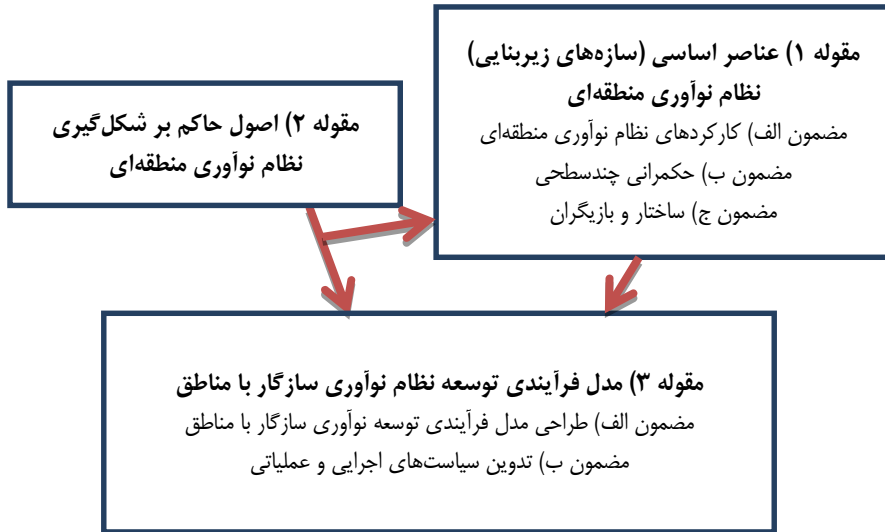 مقوله ۱) عناصر اساسی (سازه‌های زیربنایی)
نظام نوآوری منطقه‌ای
مضمون الف) کارکردهای نظام نوآوری منطقه‌ای
مضمون ب) حکمرانی چندسطحی
مضمون ج) ساختار و بازیگران
مقوله ۲) اصول حاکم بر شکل‌گیری
نظام نوآوری منطقه‌ای
مقوله ۳) مدل فرآیندی توسعه نظام نوآوری سازگار با مناطق
مضمون الف) طراحی مدل فرآیندی توسعه نوآوری سازگار با مناطق
مضمون ب) تدوین سیاست‌های اجرایی و عملیاتی